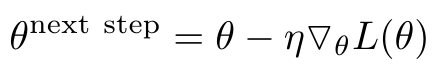 θ^next step = θ − η▽_θ L(θ)